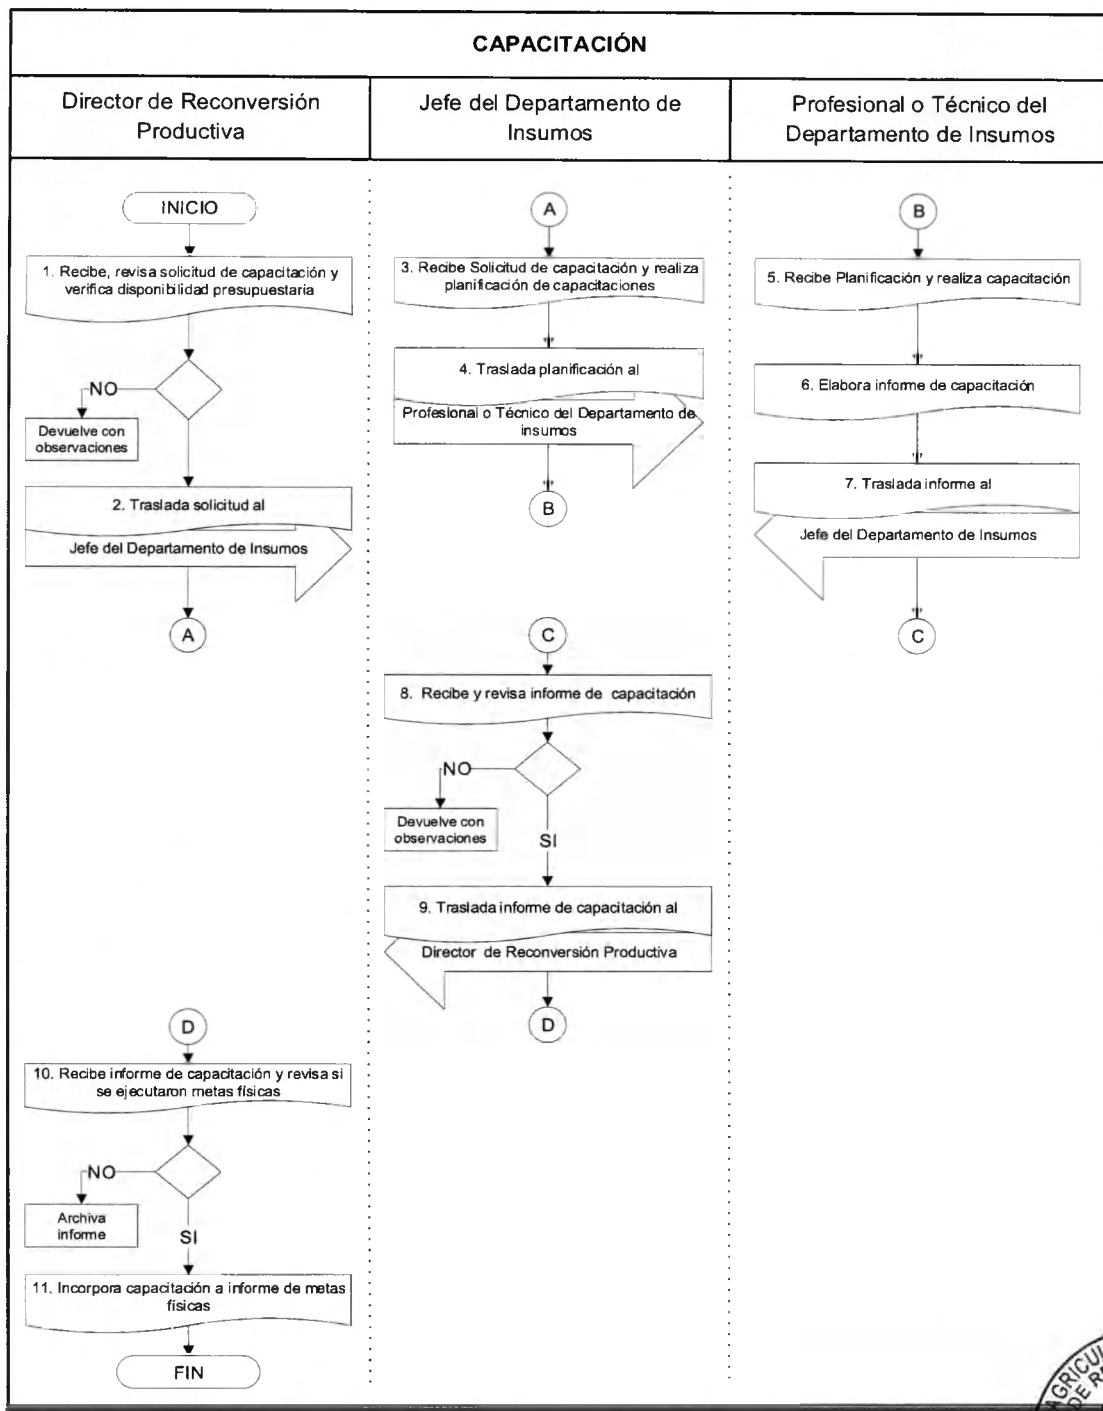 CAPACITACIÓN
Director de Reconversión
Productiva
Jefe del Departamento de
Insumos
Profesional o Técnico del
Departamento de Insumos
INICIO
1. Recibe, revisa solicitud de capacitación y
verifica disponibilidad presupuestaria
NO
Devuelve con
observaciones
2. Traslada solicitud al
Jefe del Departamento de Insumos
A
A
3. Recibe Solicitud de capacitación y realiza
planificación de capacitaciones
4. Traslada planificación al
Profesional o Técnico del Departamento de
insumos
B
B
5. Recibe Planificación y realiza capacitación
6. Elabora informe de capacitación
7. Traslada informe al
Jefe del Departamento de Insumos
C
C
8. Recibe y revisa informe de capacitación
NO
Devuelve con
observaciones
SI
9. Traslada informe de capacitación al
Director de Reconversión Productiva
D
D
10. Recibe informe de capacitación y revisa si
se ejecutaron metas físicas
NO
Archiva
informe
SI
11. Incorpora capacitación a informe de metas
físicas
FIN